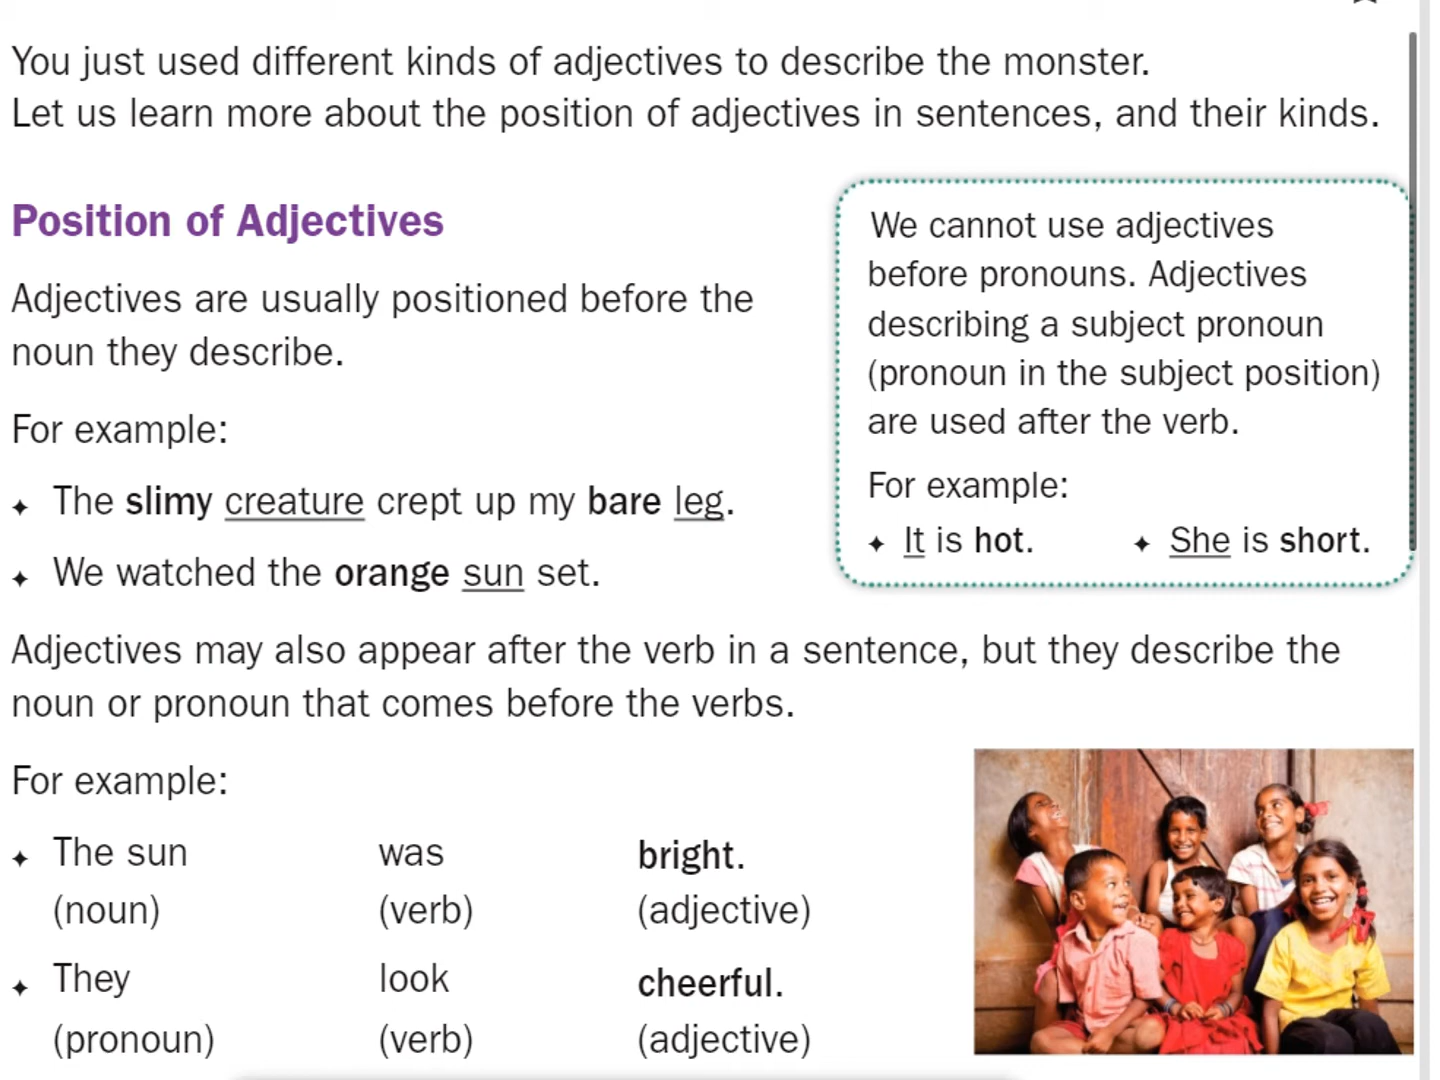 You just used different kinds of adjectives to describe the monster.
Let us learn more about the position of adjectives in sentences, and their kinds.
Position of Adjectives
Adjectives are usually positioned before the
noun they describe.
For example:
✦ The slimy creature crept up my bare leg.
✦ We watched the orange sun set.
We cannot use adjectives
before pronouns. Adjectives
describing a subject pronoun
(pronoun in the subject position)
are used after the verb.
For example:
✦ It is hot. ✦ She is short.
Adjectives may also appear after the verb in a sentence, but they describe the
noun or pronoun that comes before the verbs.
For example:
✦ The sun was bright.
(noun) (verb) (adjective)
✦ They look cheerful.
(pronoun) (verb) (adjective)